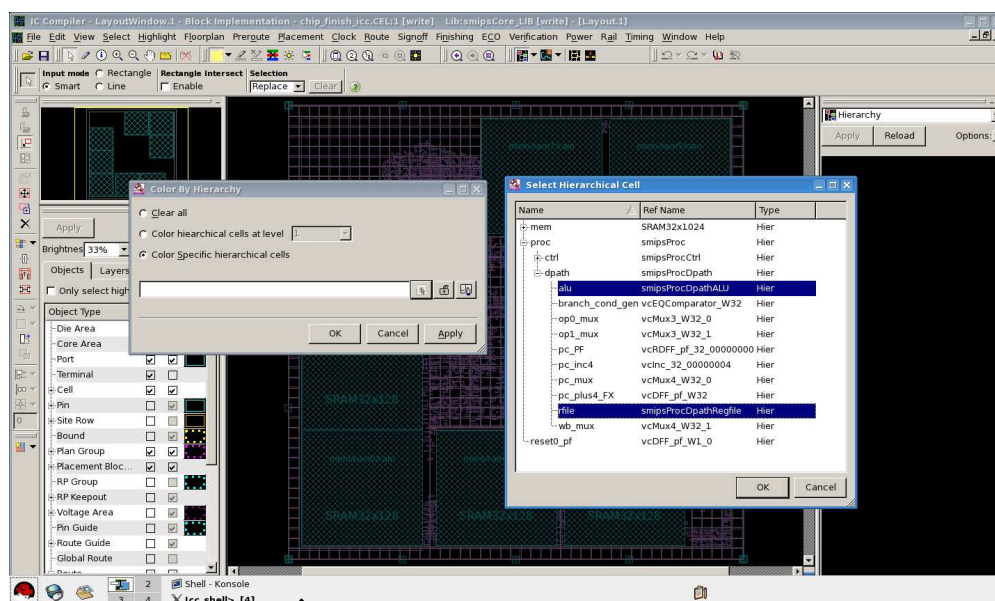 IC Compiler - LayoutWindow.1 - Block Implementation - chip_finish_icc.CEL:1 [write]   Lib:smipsCore_LIB [write] - [Layout.1]
File Edit View Select Highlight Floorplan Preroute Placement Clock Route Signoff Finishing ECO Verification Power Rail Timing Window Help
Input mode Rectangle Rectangle Intersect Selection
Smart Line Enable Replace Clear
Hierarchy
Apply Reload Options:
Color By Hierarchy
Clear all
Color hiearchical cells at level 1
Color Specific hierarchical cells
OK Cancel Apply
Select Hierarchical Cell
Name Ref Name Type
mem SRAM32x1024 Hier
proc smipsProc Hier
ctrl smipsProcCtrl Hier
dpath smipsProcDpath Hier
alu smipsProcDpathALU Hier
branch_cond_gen vcEQComparator_W32 Hier
op0_mux vcMux3_W32_0 Hier
op1_mux vcMux3_W32_1 Hier
pc_PF vcRDFF_pf_32_00000000 Hier
pc_inc4 vcInc_32_00000004 Hier
pc_mux vcMux4_W32_0 Hier
pc_plus4_FX vcDFF_pf_W32 Hier
rfile smipsProcDpathRegfile Hier
wb_mux vcMux4_W32_1 Hier
reset0_pf vcDFF_pf_W1_0 Hier
OK Cancel
Apply
Brightnes 33%
Objects Layers
Only select high
Object Type
Die Area
Core Area
Port
Terminal
Cell
Pin
Site Row
Bound
Plan Group
Placement Bloc...
RP Group
RP Keepout
Voltage Area
Pin Guide
Route Guide
Global Route
SRAM32x128
SRAM32x128
SRAM32x128
2 Shell - Konsole
3 4 icc_shell> [4]